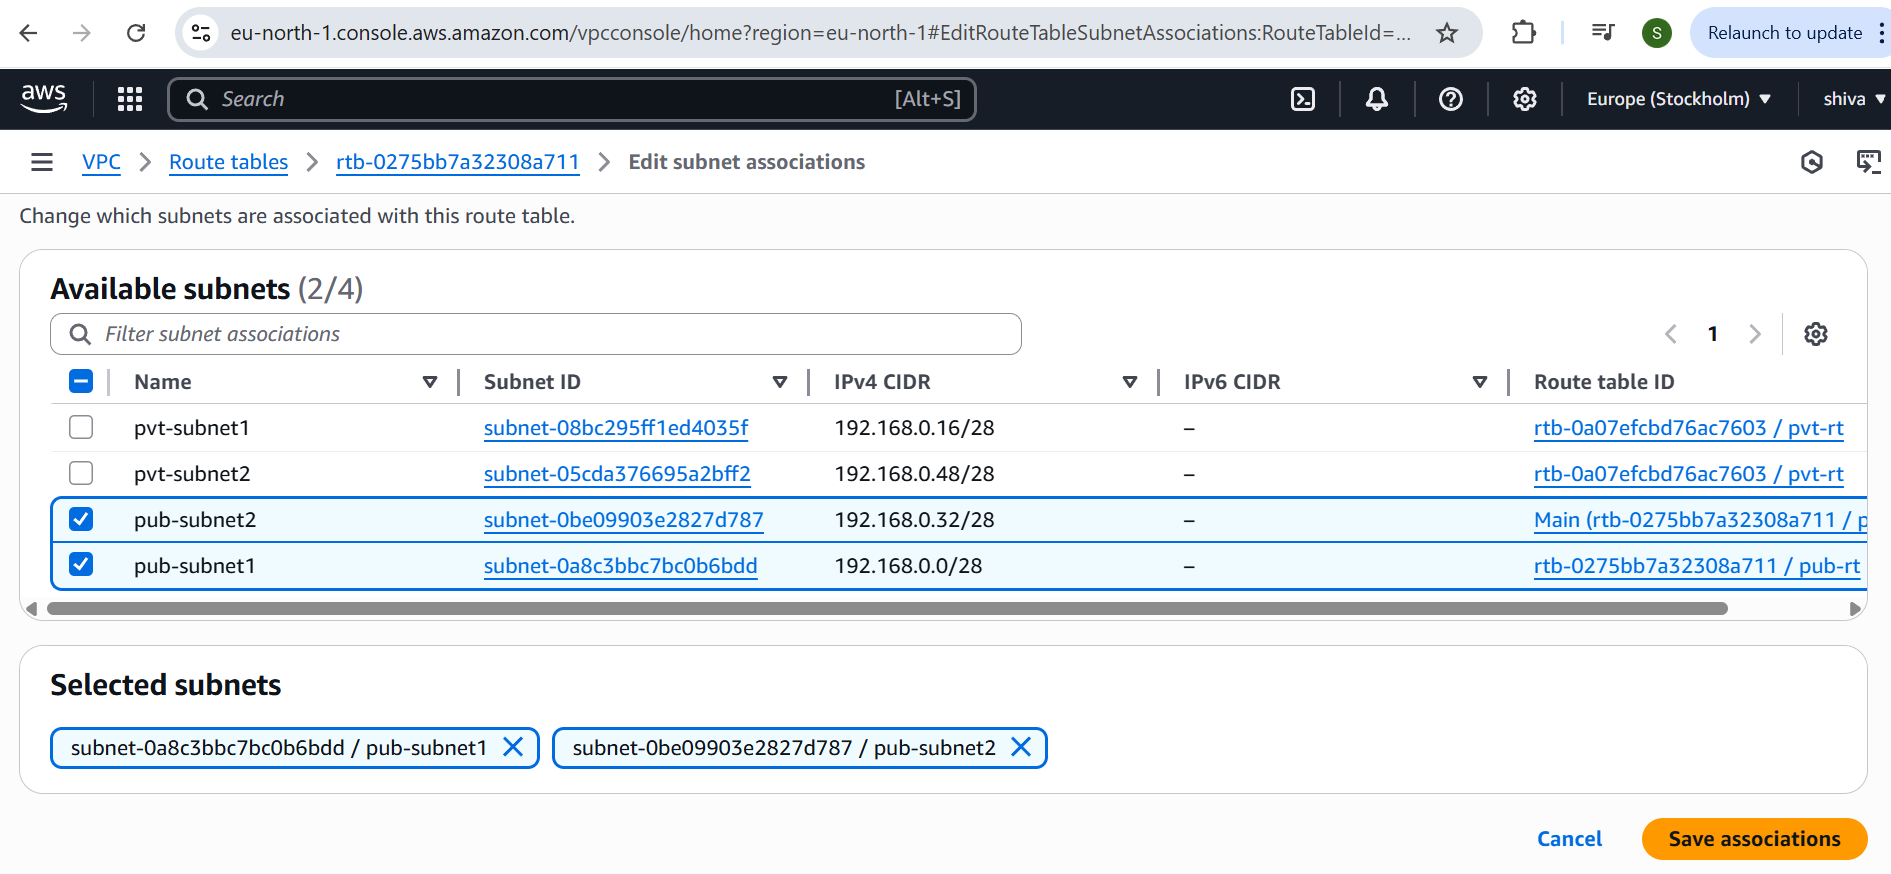 eu-north-1.console.aws.amazon.com/vpcconsole/home?region=eu-north-1#EditRouteTableSubnetAssociations:RouteTableId=... S Relaunch to update
aws Search [Alt+S] Europe (Stockholm) shiva
VPC Route tables rtb-0275bb7a32308a711 Edit subnet associations
Change which subnets are associated with this route table.
Available subnets (2/4)
Filter subnet associations 1
Name Subnet ID IPv4 CIDR IPv6 CIDR Route table ID
pvt-subnet1 subnet-08bc295ff1ed4035f 192.168.0.16/28 – rtb-0a07efcbd76ac7603 / pvt-rt
pvt-subnet2 subnet-05cda376695a2bff2 192.168.0.48/28 – rtb-0a07efcbd76ac7603 / pvt-rt
pub-subnet2 subnet-0be09903e2827d787 192.168.0.32/28 – Main (rtb-0275bb7a32308a711 / p
pub-subnet1 subnet-0a8c3bbc7bc0b6bdd 192.168.0.0/28 – rtb-0275bb7a32308a711 / pub-rt
Selected subnets
subnet-0a8c3bbc7bc0b6bdd / pub-subnet1 subnet-0be09903e2827d787 / pub-subnet2
Cancel Save associations